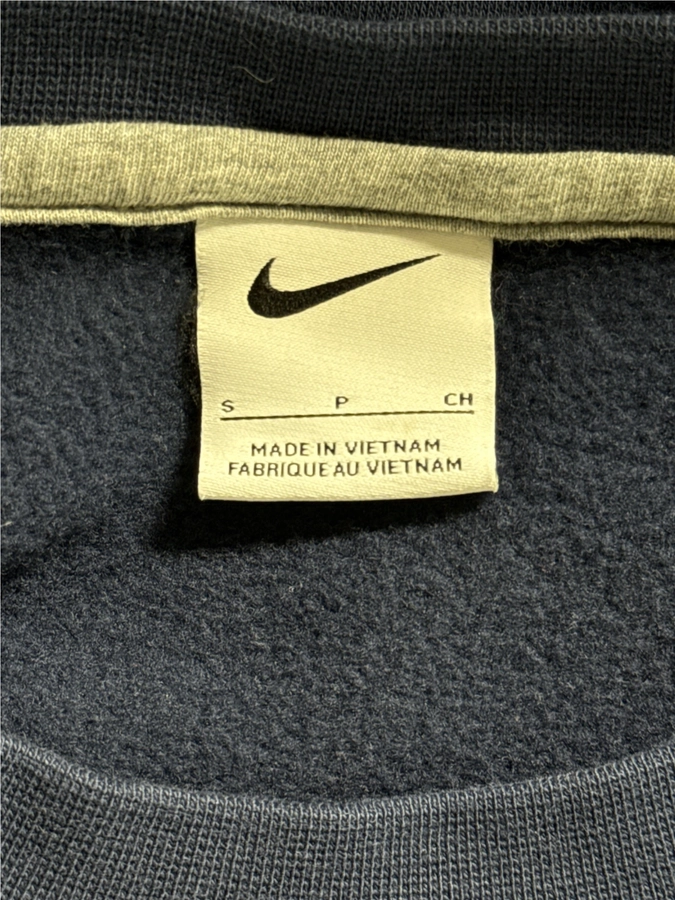 S P CH
MADE IN VIETNAM
FABRIQUE AU VIETNAM